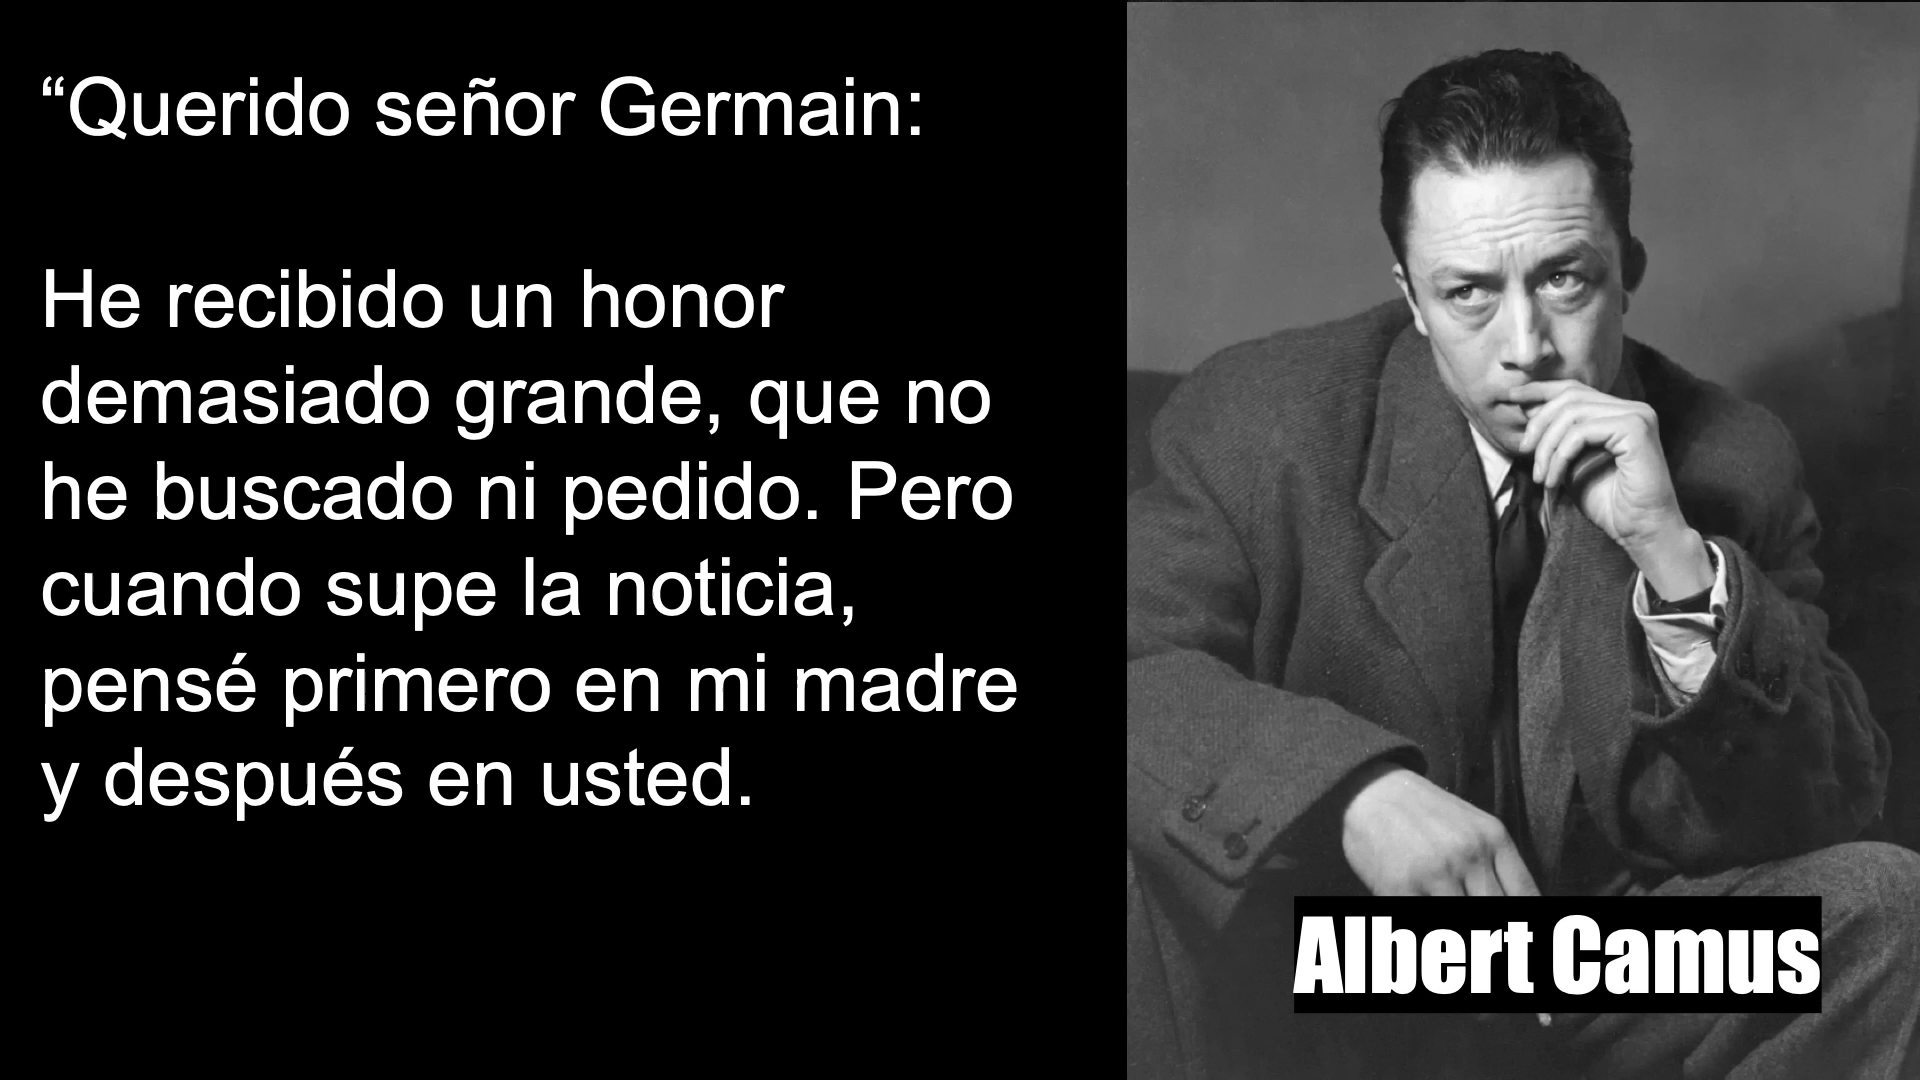 “Querido señor Germain:
He recibido un honor
demasiado grande, que no
he buscado ni pedido. Pero
cuando supe la noticia,
pensé primero en mi madre
y después en usted.
Albert Camus